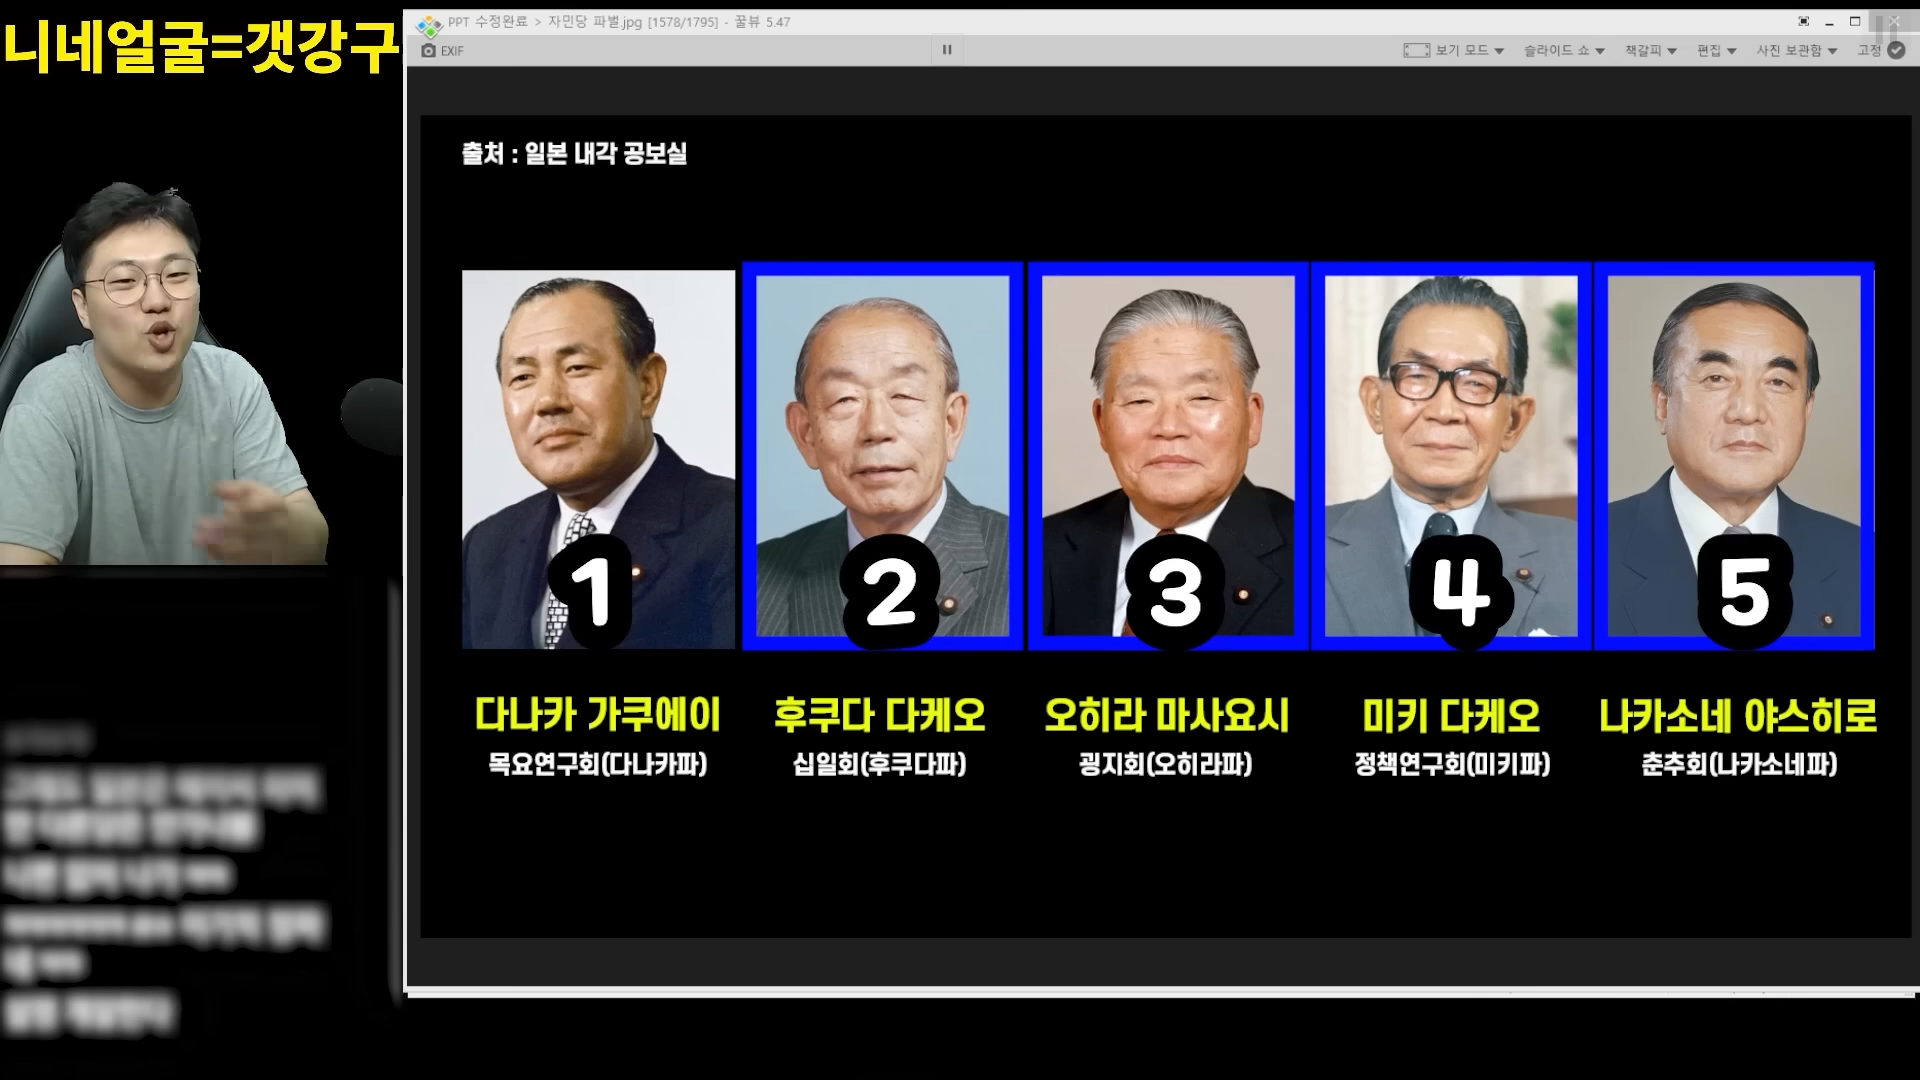 니네얼굴=갯강구
PPT 수정완료 > 자민당 파벌.jpg [1578/1795] - 꿀뷰 5.47
EXIF
보기 모드
슬라이드 쇼
책갈피
편집
사진 보관함
고정
출처 : 일본 내각 공보실
1
2
3
4
5
다나카 가쿠에이
후쿠다 다케오
오히라 마사요시
미키 다케오
나카소네 야스히로
목요연구회(다나카파)
십일회(후쿠다파)
굉지회(오히라파)
정책연구회(미키파)
춘추회(나카소네파)